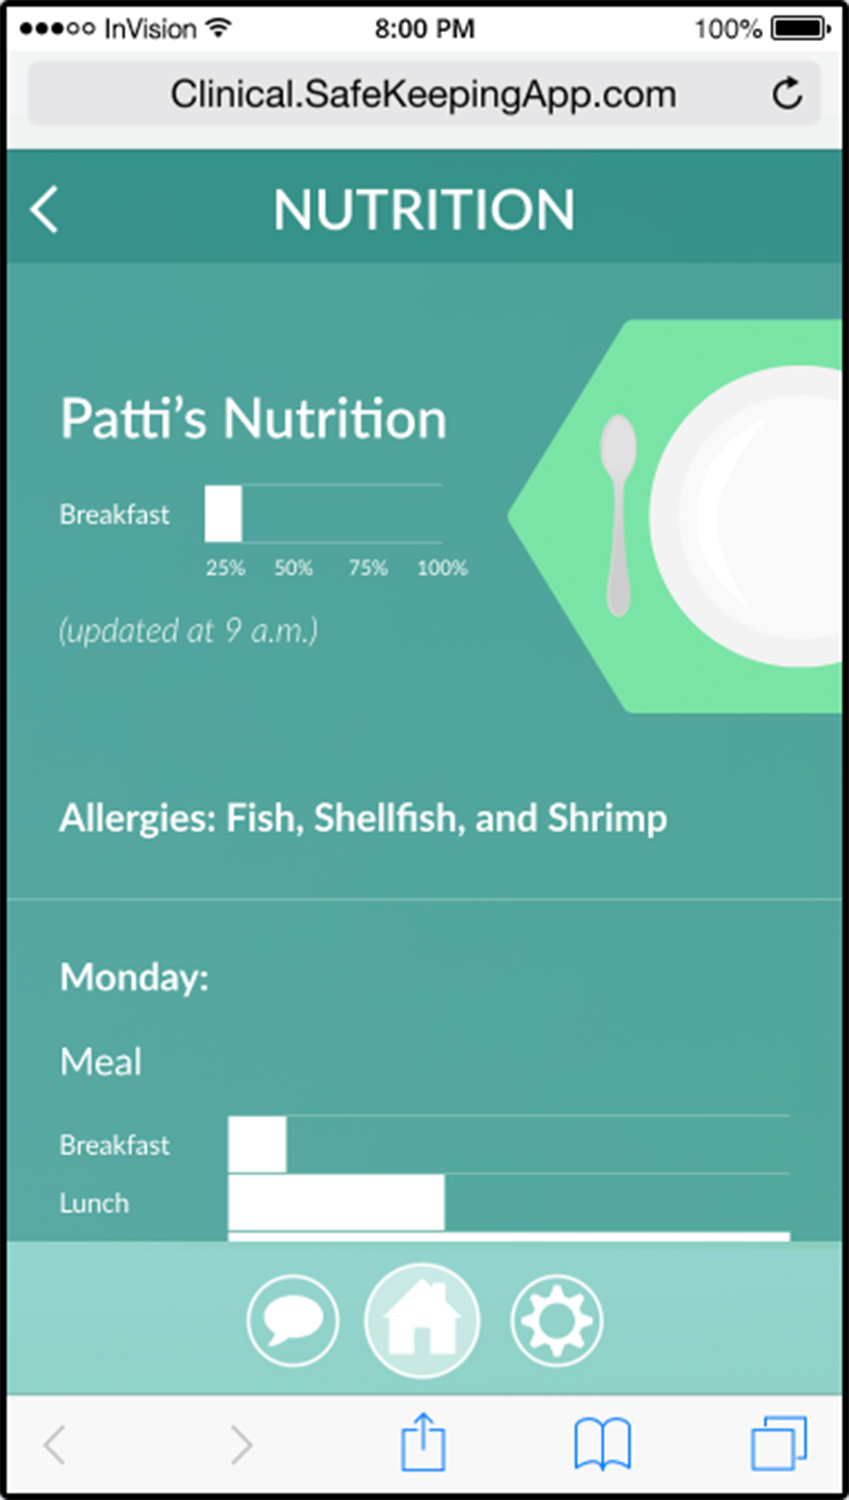 InVision 8:00 PM 100%
Clinical.SafeKeepingApp.com
NUTRITION
Patti's Nutrition
Breakfast
25% 50% 75% 100%
(updated at 9 a.m.)
Allergies: Fish, Shellfish, and Shrimp
Monday:
Meal
Breakfast
Lunch